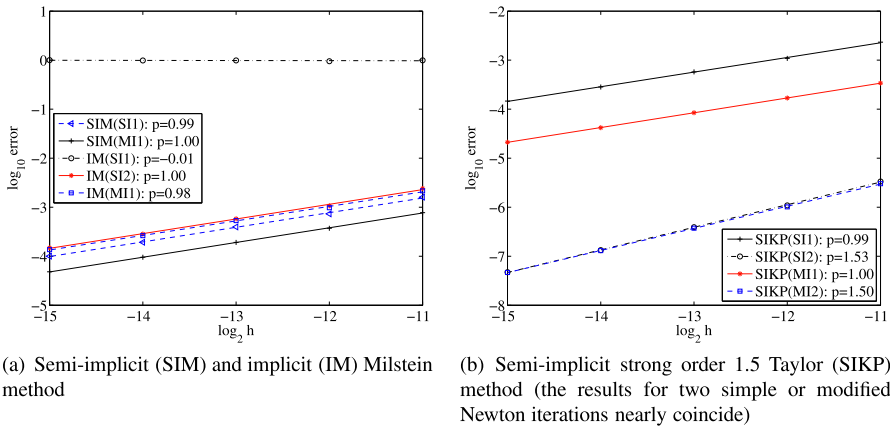 1
0
−1
−2
−3
−4
−5
log10 error
SIM(SI1): p=0.99
SIM(MI1): p=1.00
IM(SI1): p=−0.01
IM(SI2): p=1.00
IM(MI1): p=0.98
−15 −14 −13 −12 −11
log2 h
−2
−3
−4
−5
−6
−7
−8
log10 error
SIKP(SI1): p=0.99
SIKP(SI2): p=1.53
SIKP(MI1): p=1.00
SIKP(MI2): p=1.50
−15 −14 −13 −12 −11
log2 h
(a) Semi-implicit (SIM) and implicit (IM) Milstein
method
(b) Semi-implicit strong order 1.5 Taylor (SIKP)
method (the results for two simple or modified
Newton iterations nearly coincide)